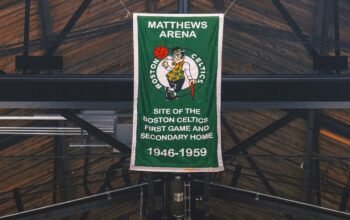 MATTHEWS
ARENA
BOSTON CELTICS
SITE OF THE
BOSTON CELTICS
FIRST GAME AND
SECONDARY HOME
1946-1959